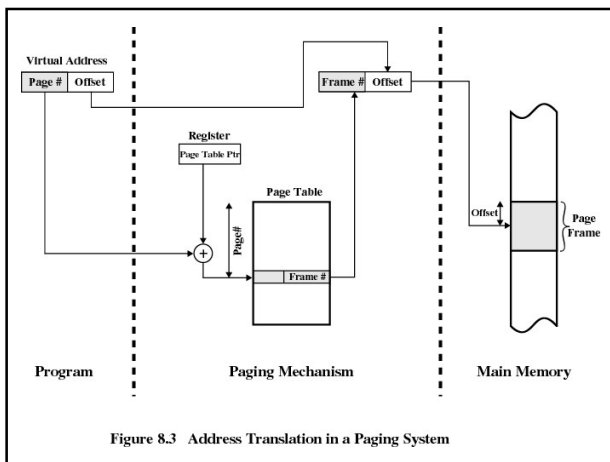 Virtual Address
Page # Offset
Frame # Offset
Register
Page Table Ptr
Page Table
Page#
+
Frame #
Offset
Page
Frame
Program
Paging Mechanism
Main Memory
Figure 8.3 Address Translation in a Paging System